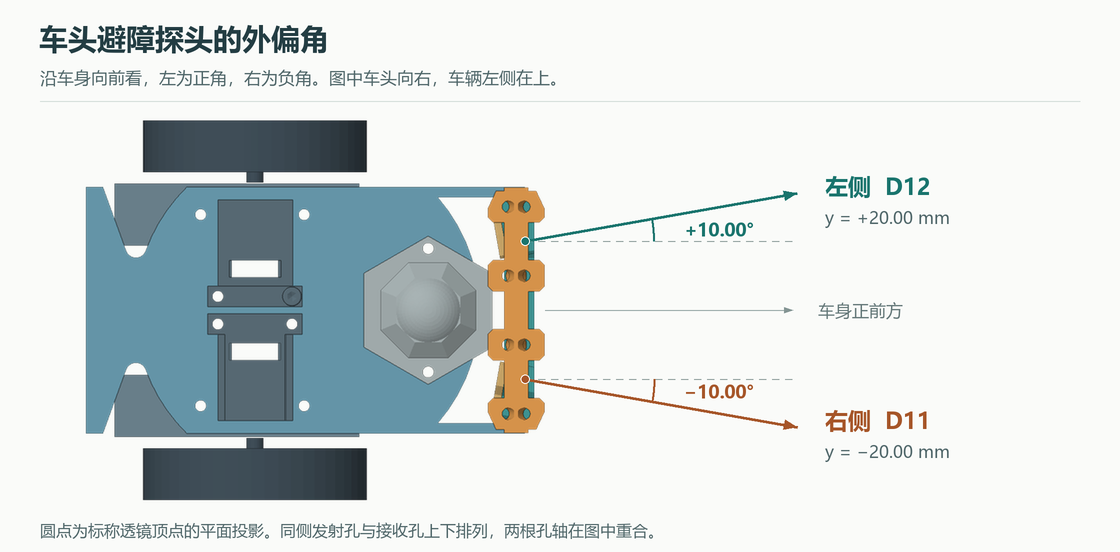 车头避障探头的外偏角
沿车身向前看，左为正角，右为负角。图中车头向右，车辆左侧在上。
左侧 D12
y = +20.00 mm
+10.00°
车身正前方
−10.00°
右侧 D11
y = −20.00 mm
圆点为标称透镜顶点的平面投影。同侧发射孔与接收孔上下排列，两根孔轴在图中重合。